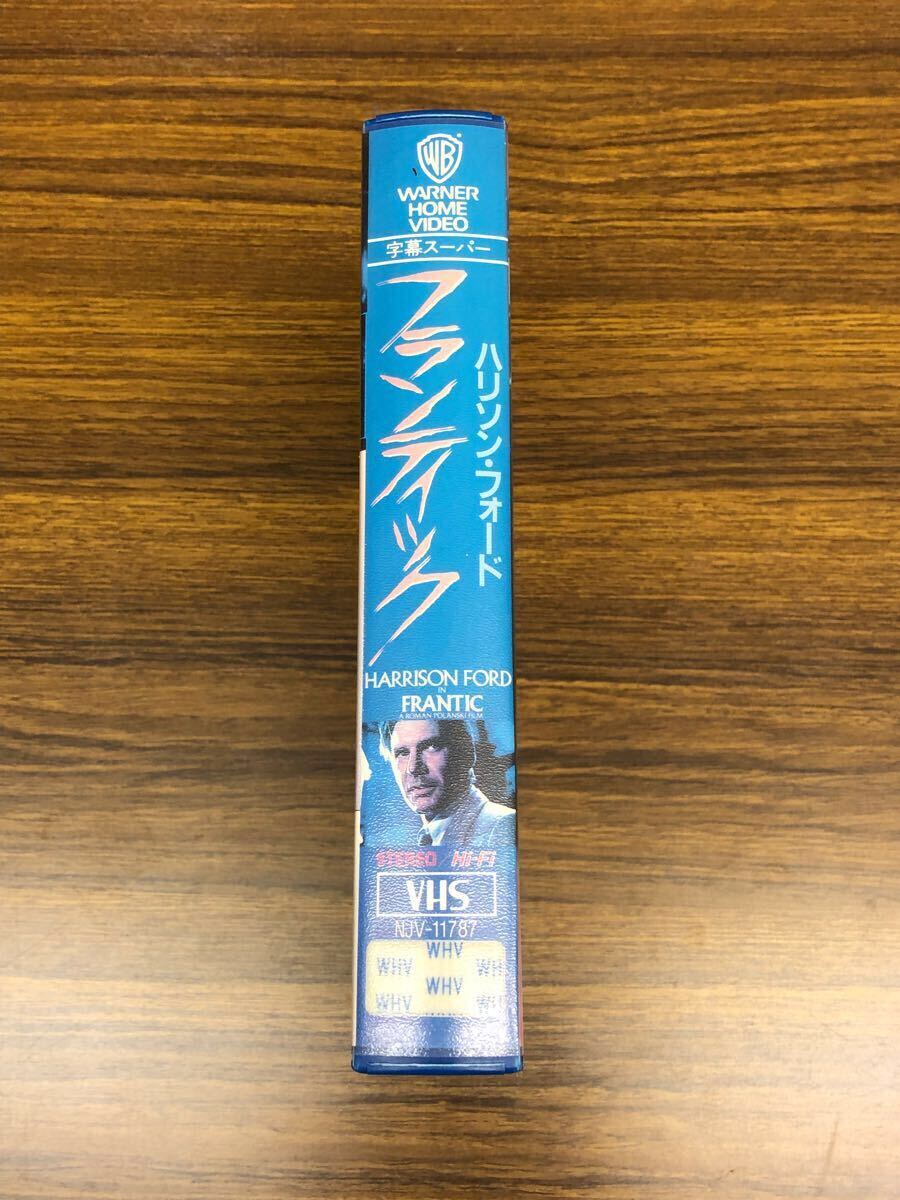 WB
WARNER
HOME
VIDEO
字幕スーパー
フランティック
ハリソン・フォード
HARRISON FORD
IN
FRANTIC
A ROMAN POLANSKI FILM
STEREO / Hi-Fi
VHS
NJV-11787
WHV
WHV WH
WHV
WHV